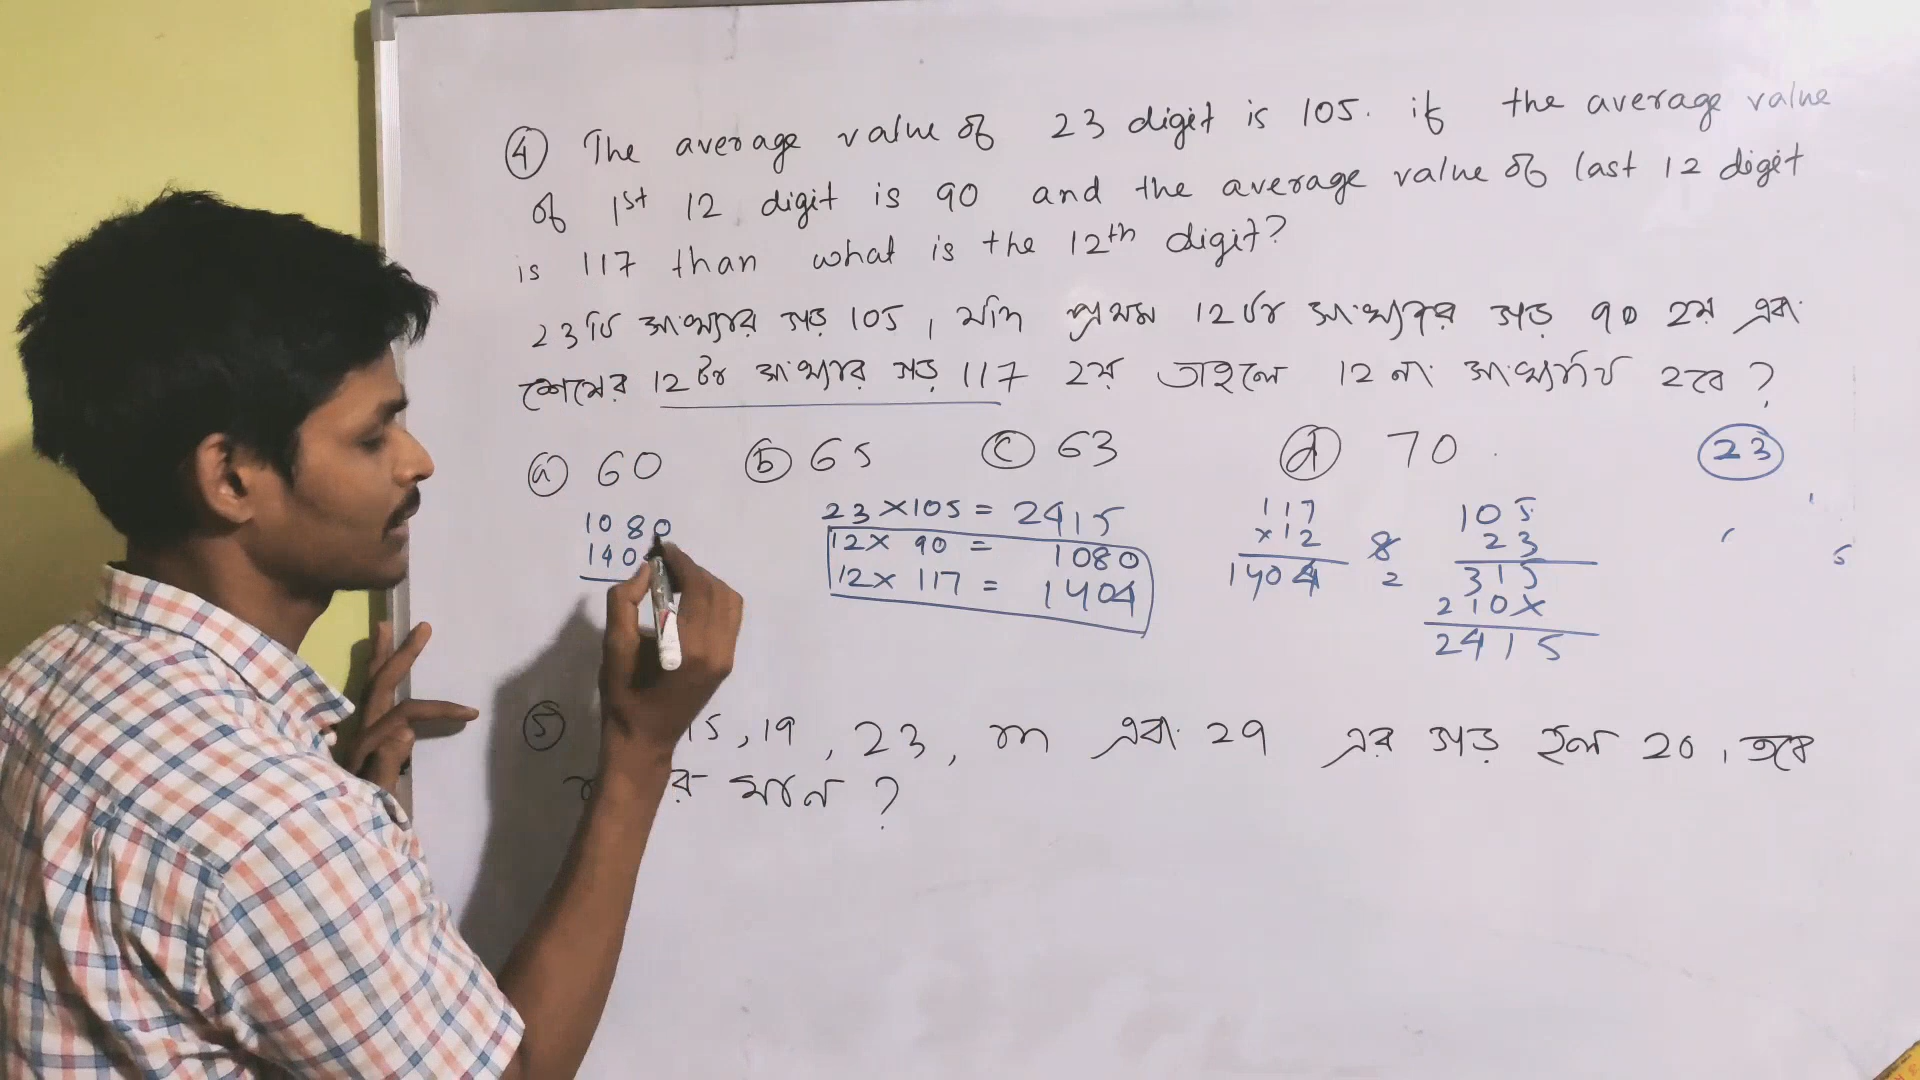 ④ The average value of 23 digit is 105. if the average value
of 1st 12 digit is 90 and the average value of last 12 digit
is 117 than what is the 12th digit?
23টি সংখ্যার গড় 105, যদি প্রথম 12টির সংখ্যার গড় 90 হয় এবং
শেষের 12টির সংখ্যার গড় 117 হয় তাহলে 12 নং সংখ্যাটি হবে ?
ⓐ 60 ⓑ 65 ⓒ 63 ⓓ 70 23
1080
140
23×105 = 2415
12× 90 = 1080
12× 117 = 1404
117
×12
1404
8
2
105
23
315
210×
2415
5
⑤ 15, 19, 23, m এবং 29 এর গড় হল 20, তবে
র মান ?